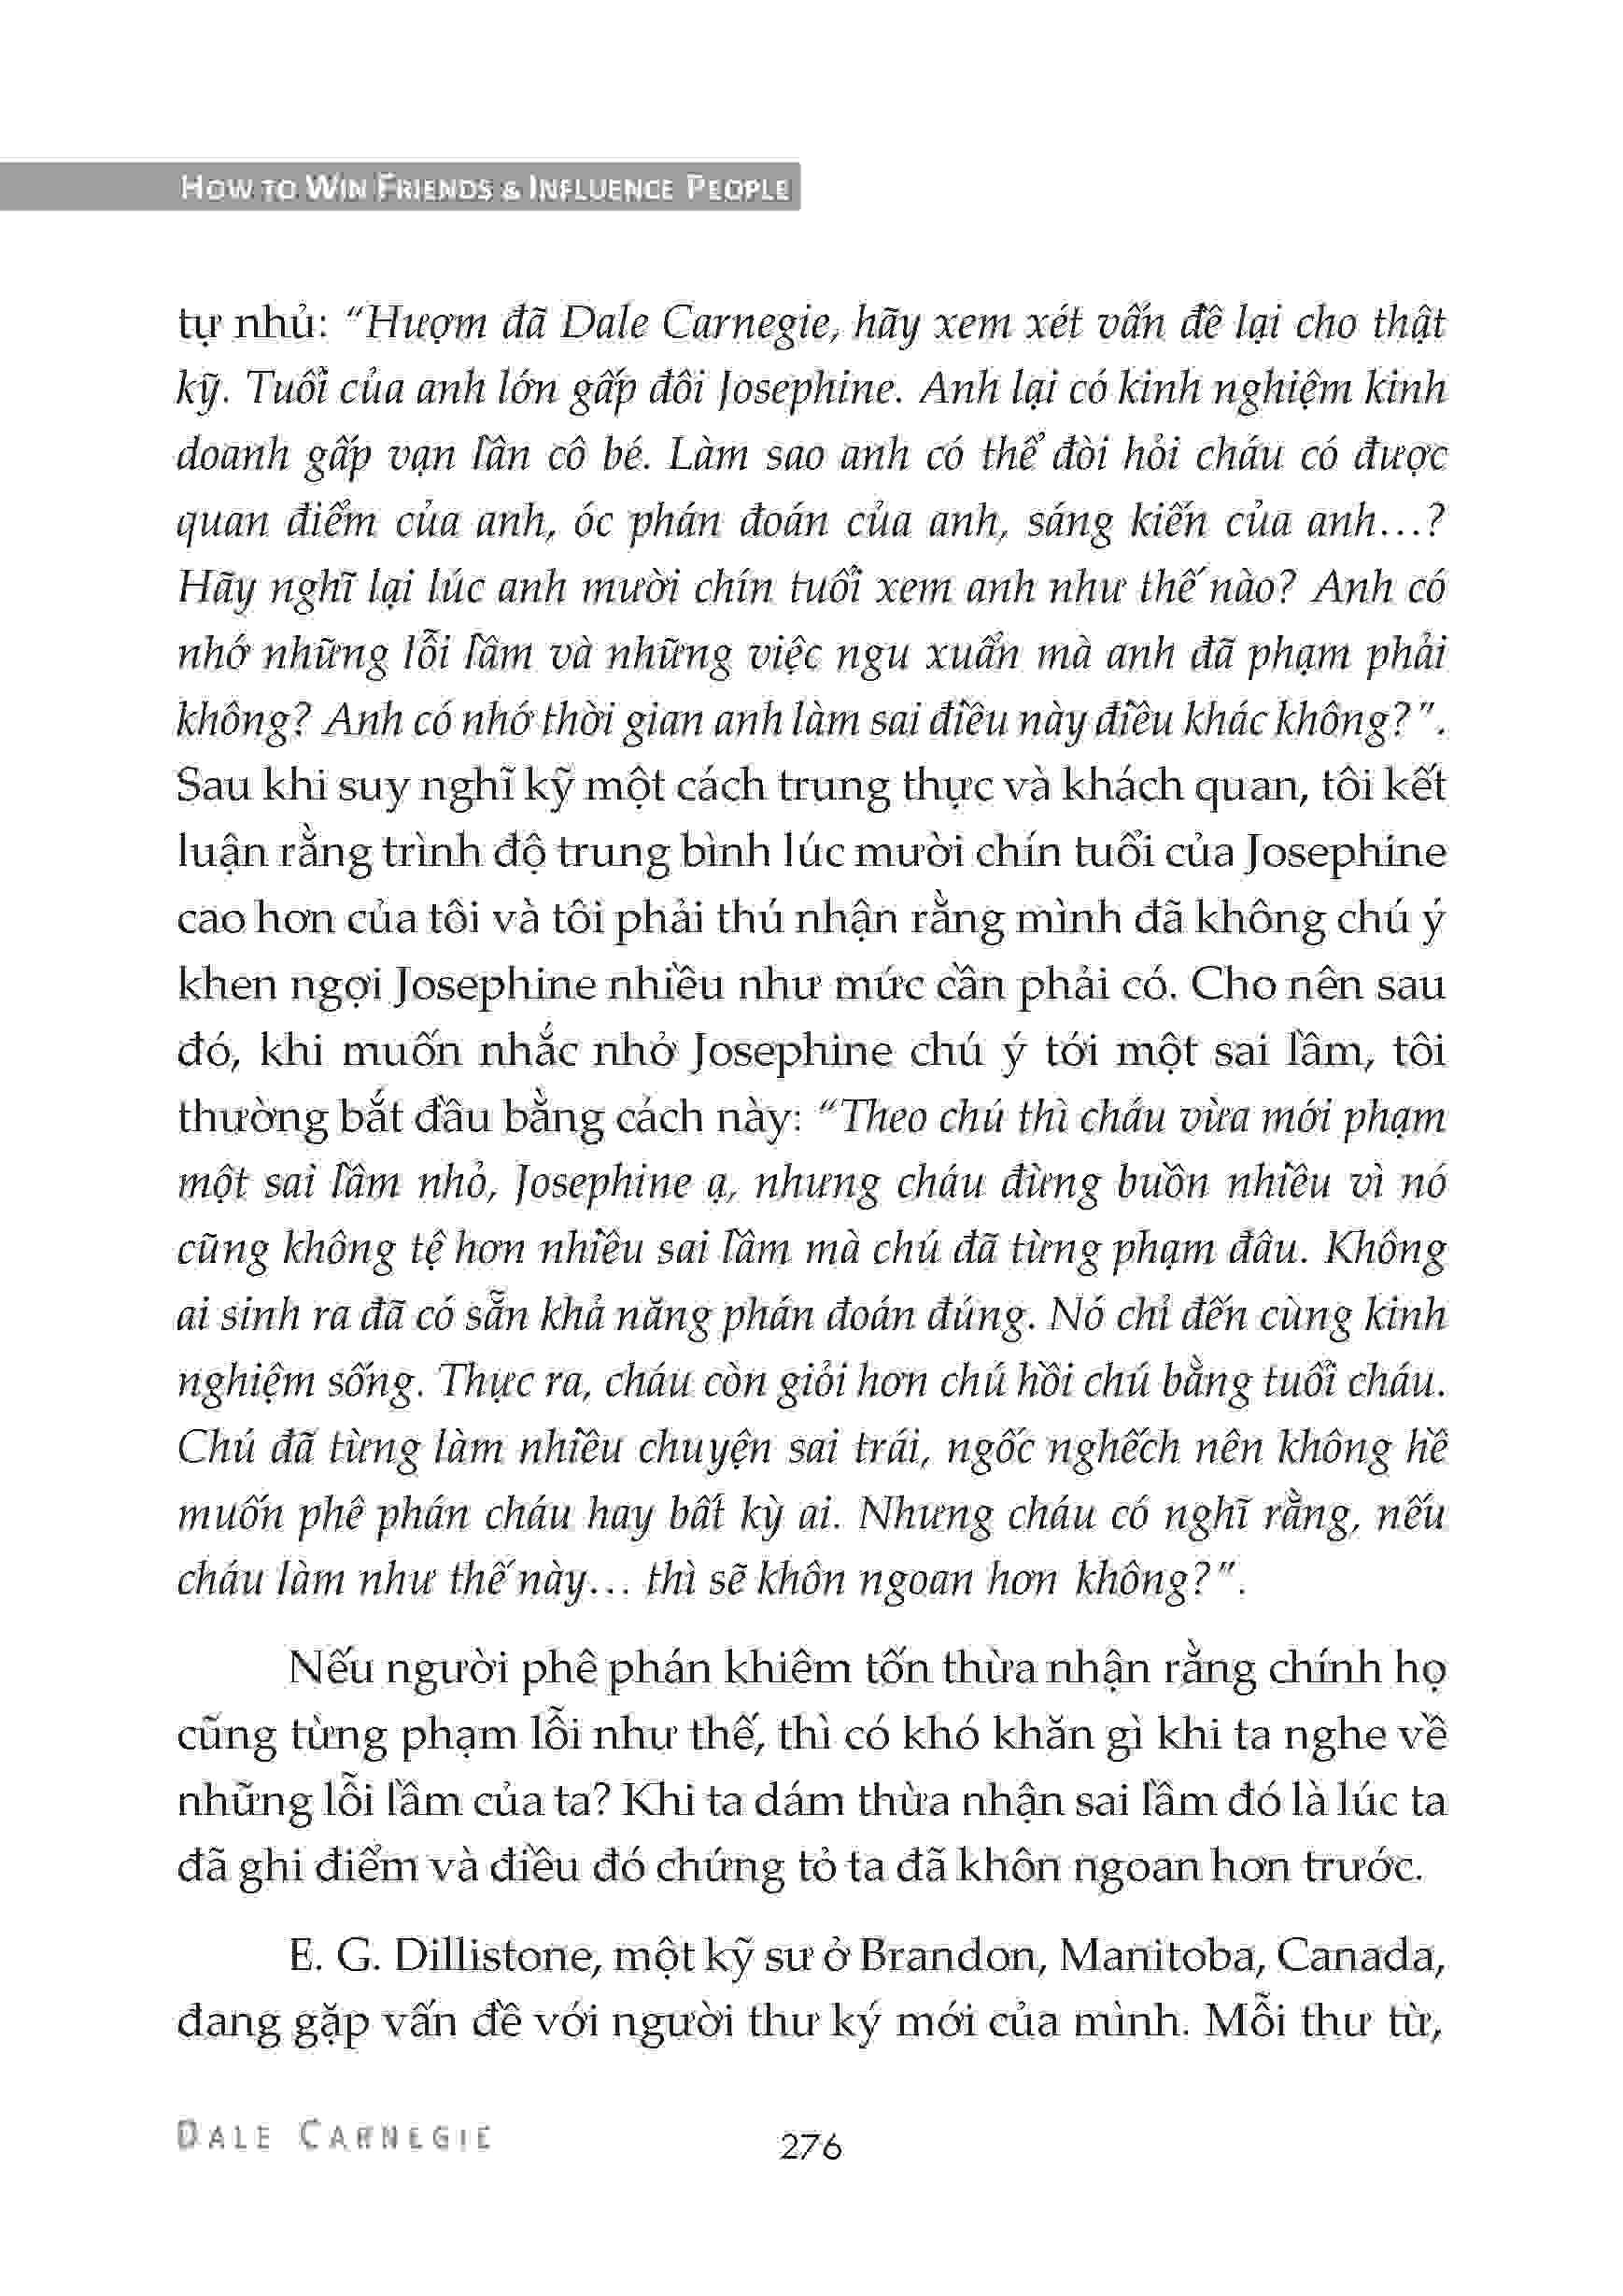 HOW TO WIN FRIENDS & INFLUENCE PEOPLE
tự nhủ: “Hượm đã Dale Carnegie, hãy xem xét vấn đề lại cho thật
kỹ. Tuổi của anh lớn gấp đôi Josephine. Anh lại có kinh nghiệm kinh
doanh gấp vạn lần cô bé. Làm sao anh có thể đòi hỏi cháu có được
quan điểm của anh, óc phán đoán của anh, sáng kiến của anh…?
Hãy nghĩ lại lúc anh mười chín tuổi xem anh như thế nào? Anh có
nhớ những lỗi lầm và những việc ngu xuẩn mà anh đã phạm phải
không? Anh có nhớ thời gian anh làm sai điều này điều khác không?”.
Sau khi suy nghĩ kỹ một cách trung thực và khách quan, tôi kết
luận rằng trình độ trung bình lúc mười chín tuổi của Josephine
cao hơn của tôi và tôi phải thú nhận rằng mình đã không chú ý
khen ngợi Josephine nhiều như mức cần phải có. Cho nên sau
đó, khi muốn nhắc nhở Josephine chú ý tới một sai lầm, tôi
thường bắt đầu bằng cách này: “Theo chú thì cháu vừa mới phạm
một sai lầm nhỏ, Josephine ạ, nhưng cháu đừng buồn nhiều vì nó
cũng không tệ hơn nhiều sai lầm mà chú đã từng phạm đâu. Không
ai sinh ra đã có sẵn khả năng phán đoán đúng. Nó chỉ đến cùng kinh
nghiệm sống. Thực ra, cháu còn giỏi hơn chú hồi chú bằng tuổi cháu.
Chú đã từng làm nhiều chuyện sai trái, ngốc nghếch nên không hề
muốn phê phán cháu hay bất kỳ ai. Nhưng cháu có nghĩ rằng, nếu
cháu làm như thế này… thì sẽ khôn ngoan hơn không?”.
Nếu người phê phán khiêm tốn thừa nhận rằng chính họ
cũng từng phạm lỗi như thế, thì có khó khăn gì khi ta nghe về
những lỗi lầm của ta? Khi ta dám thừa nhận sai lầm đó là lúc ta
đã ghi điểm và điều đó chứng tỏ ta đã khôn ngoan hơn trước.
E. G. Dillistone, một kỹ sư ở Brandon, Manitoba, Canada,
đang gặp vấn đề với người thư ký mới của mình. Mỗi thư từ,
DALE CARNEGIE
276